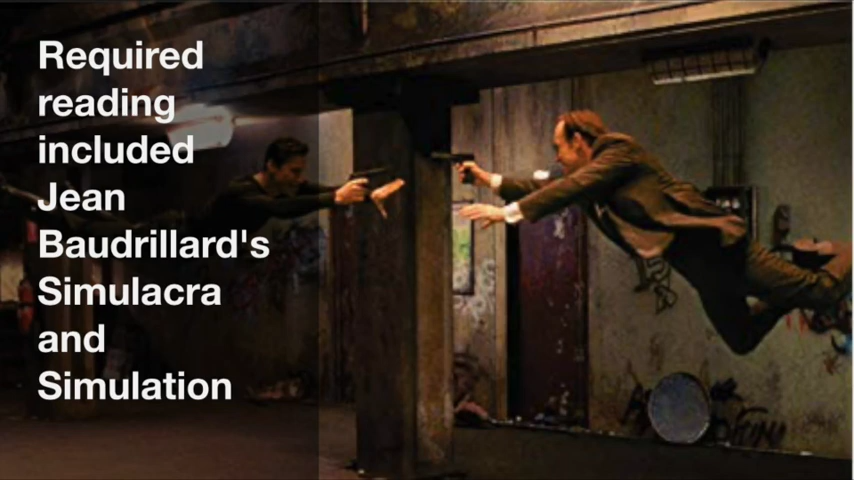 Required
reading
included
Jean
Baudrillard's
Simulacra
and
Simulation